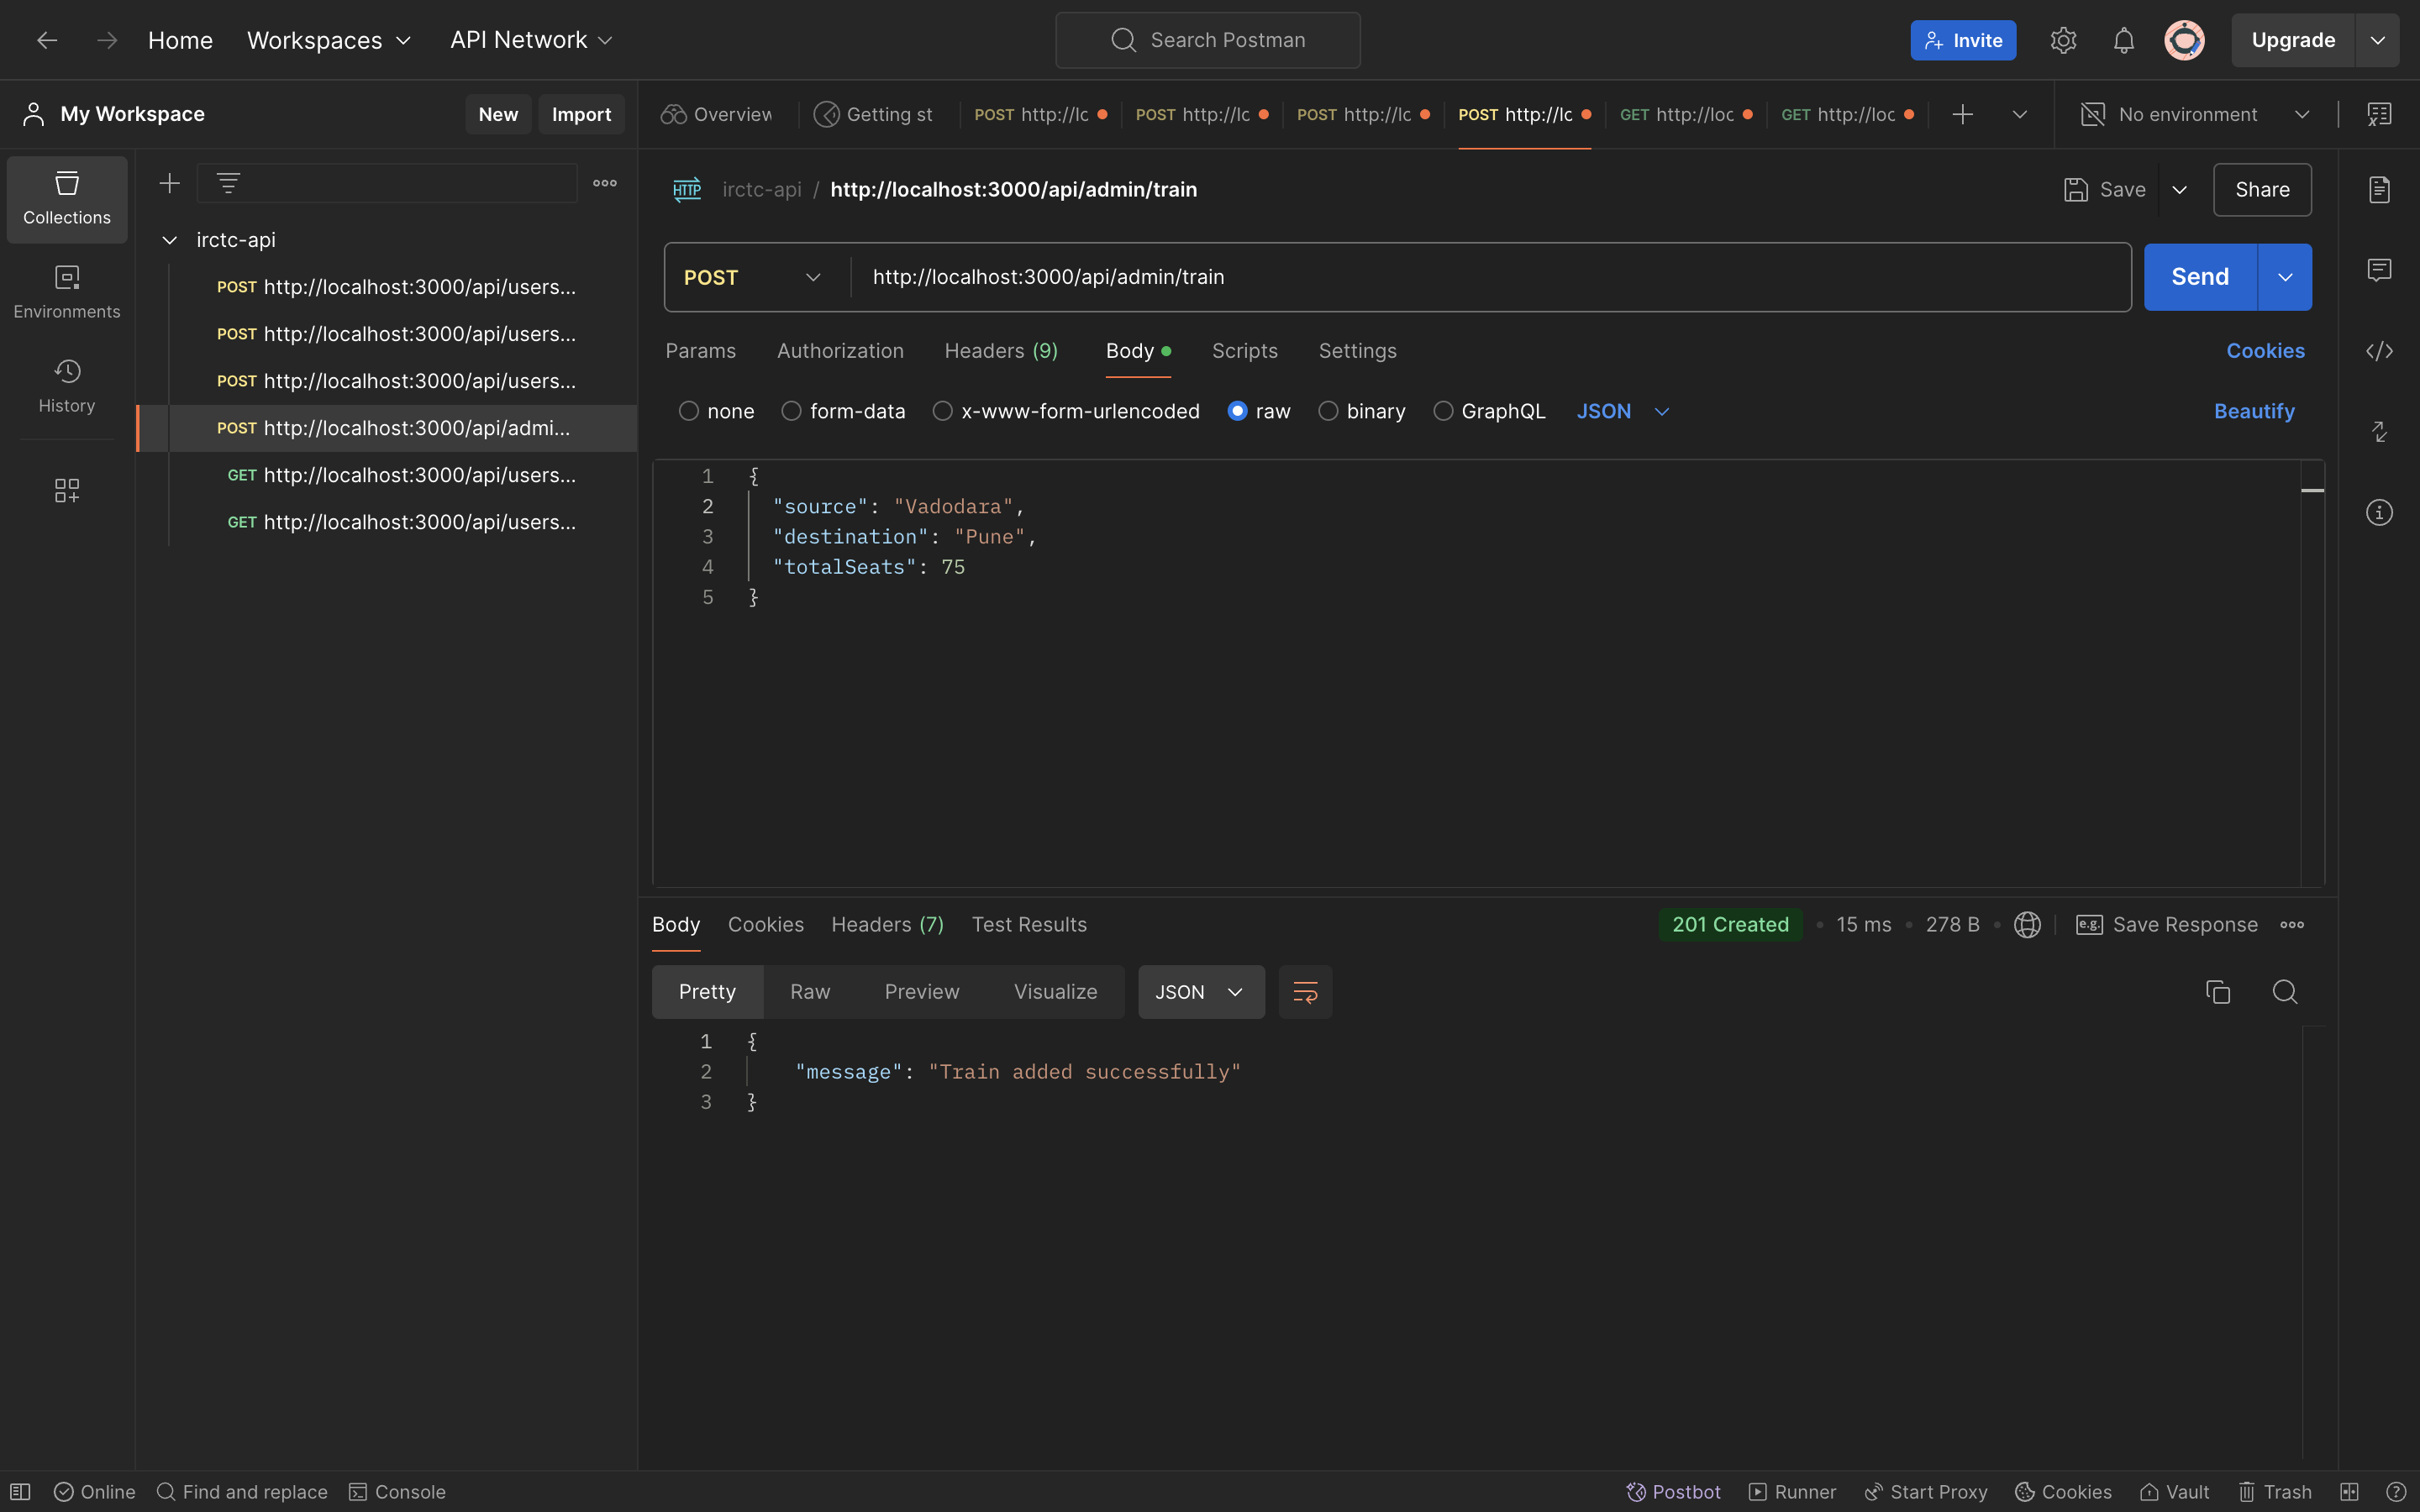 Home Workspaces API Network Search Postman Invite Upgrade
My Workspace New Import
Overview Getting st POST http://lc POST http://lc POST http://lc POST http://lc GET http://loc GET http://loc No environment
Collections
Environments
History
irctc-api
POST http://localhost:3000/api/users...
POST http://localhost:3000/api/users...
POST http://localhost:3000/api/users...
POST http://localhost:3000/api/admi...
GET http://localhost:3000/api/users...
GET http://localhost:3000/api/users...
HTTP irctc-api / http://localhost:3000/api/admin/train Save Share
POST http://localhost:3000/api/admin/train Send
Params Authorization Headers (9) Body Scripts Settings Cookies
none form-data x-www-form-urlencoded raw binary GraphQL JSON Beautify
1 {
2 "source": "Vadodara",
3 "destination": "Pune",
4 "totalSeats": 75
5 }
Body Cookies Headers (7) Test Results 201 Created • 15 ms • 278 B • e.g. Save Response
Pretty Raw Preview Visualize JSON
1 {
2 "message": "Train added successfully"
3 }
Online Find and replace Console Postbot Runner Start Proxy Cookies Vault Trash